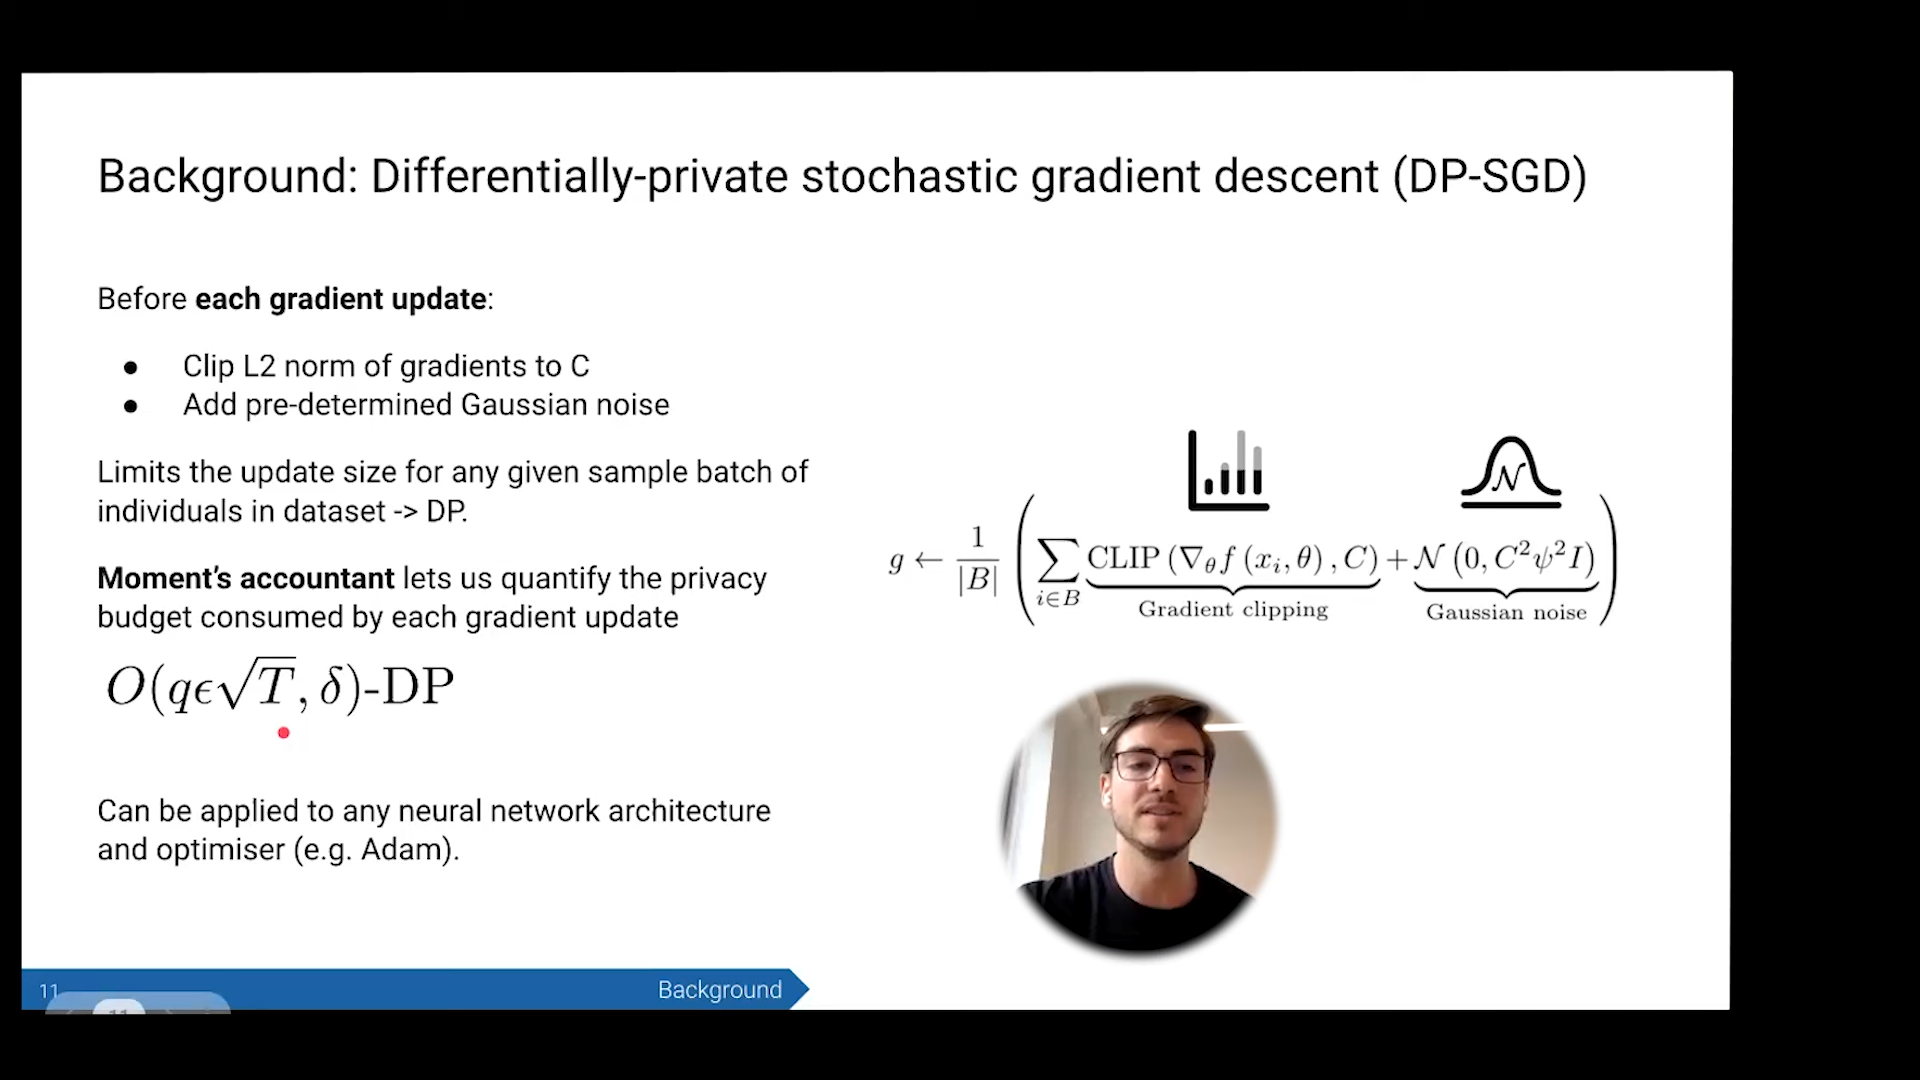 Background: Differentially-private stochastic gradient descent (DP-SGD)
Before each gradient update:
● Clip L2 norm of gradients to C
● Add pre-determined Gaussian noise
Limits the update size for any given sample batch of
individuals in dataset -> DP.
Moment's accountant lets us quantify the privacy
budget consumed by each gradient update
O(qϵ√T, δ)-DP
Can be applied to any neural network architecture
and optimiser (e.g. Adam).
𝒩
g ← 1/|B| ( ∑_{i∈B} CLIP (∇_θ f (x_i, θ) , C) + 𝒩 (0, C²ψ²I) )
Gradient clipping
Gaussian noise
11
Background